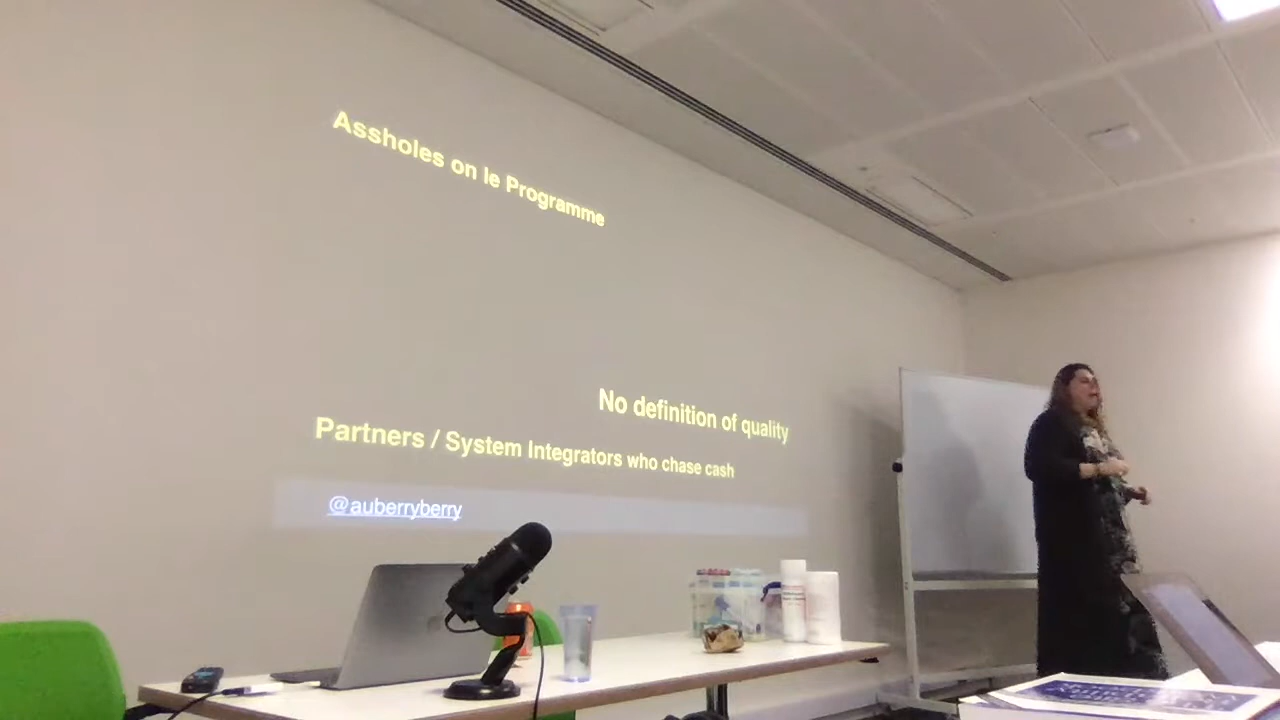 Assholes on le Programme
No definition of quality
Partners / System Integrators who chase cash
@auberryberry